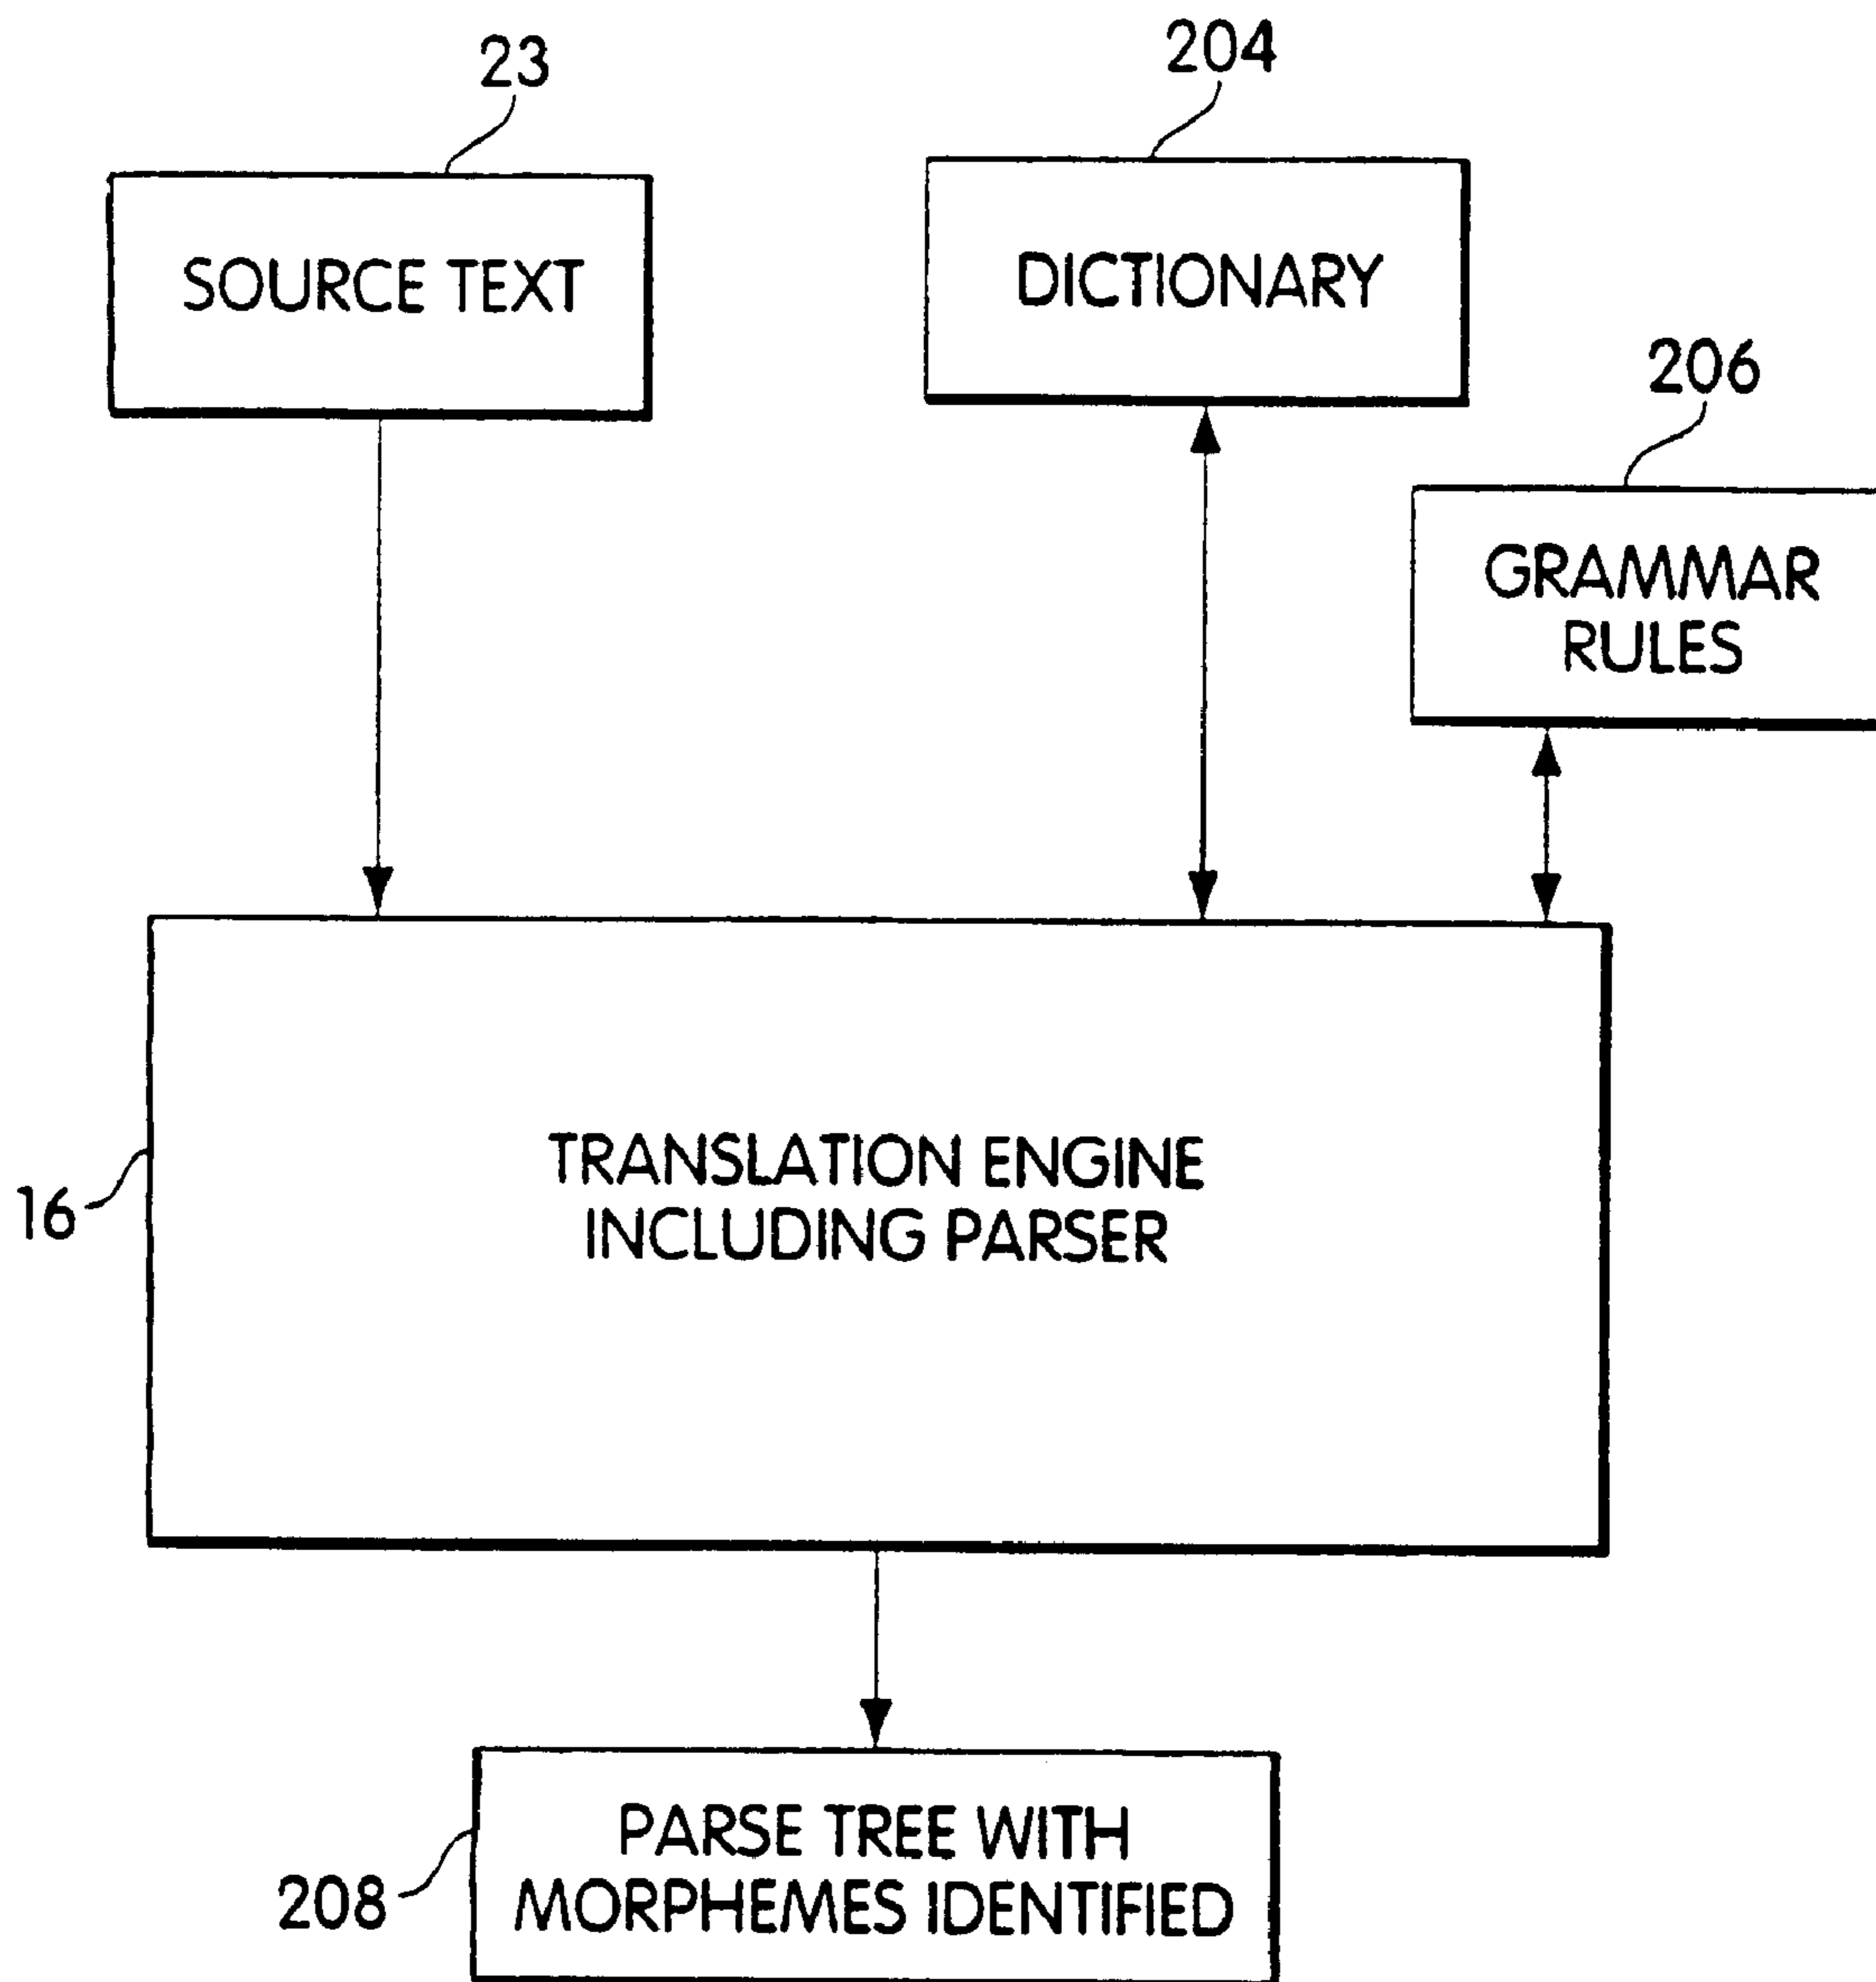 23
204
SOURCE TEXT
DICTIONARY
206
GRAMMAR
RULES
TRANSLATION ENGINE
INCLUDING PARSER
16
PARSE TREE WITH
MORPHEMES IDENTIFIED
208